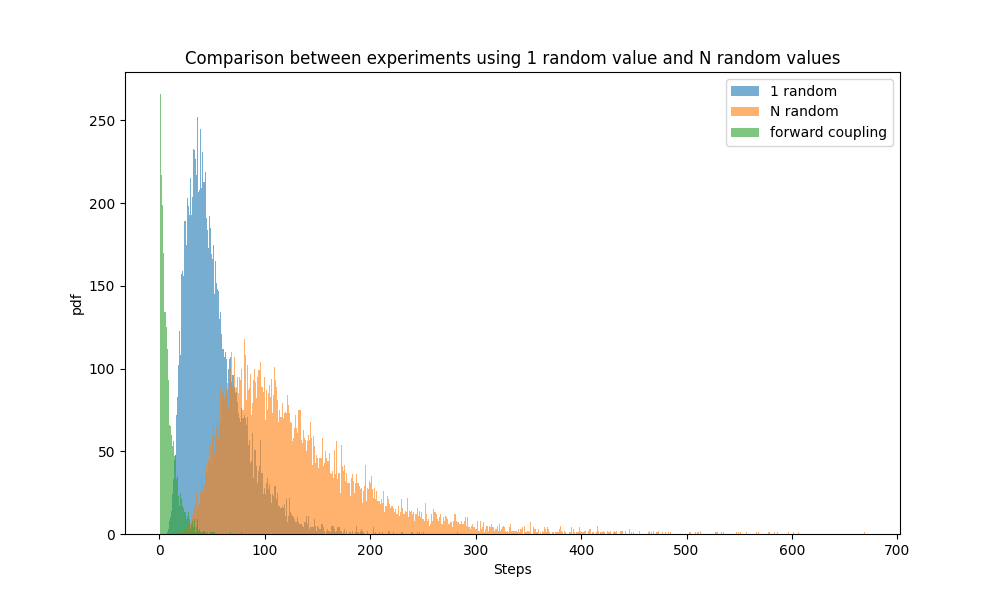 Comparison between experiments using 1 random value and N random values
1 random
N random
forward coupling
pdf
250
200
150
100
50
0
0 100 200 300 400 500 600 700
Steps